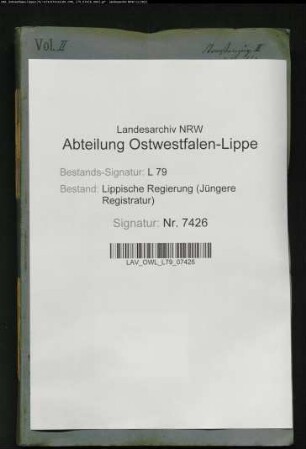 Vol. II
Landesarchiv NRW
Abteilung Ostwestfalen-Lippe
Bestands-Signatur: L 79
Bestand: Lippische Regierung (Jüngere
Registratur)
Signatur: Nr. 7426
LAV_OWL_L79_07426